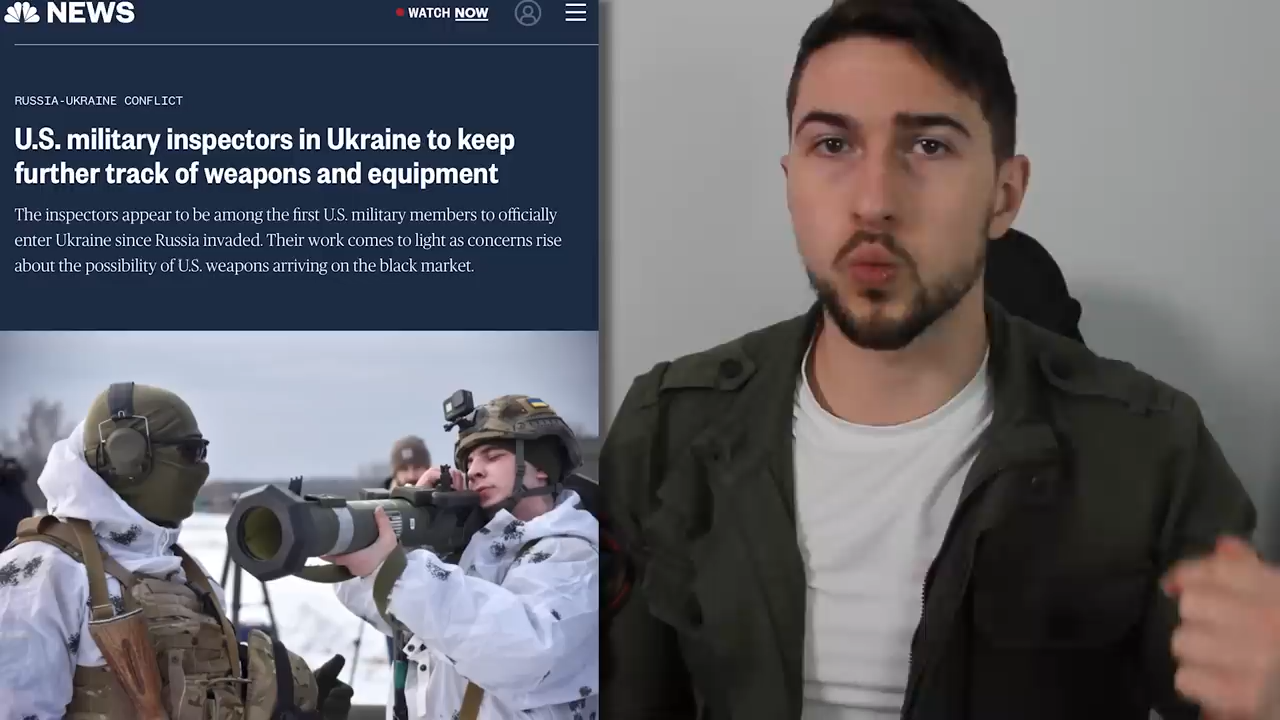 NEWS
WATCH NOW
RUSSIA-UKRAINE CONFLICT
U.S. military inspectors in Ukraine to keep
further track of weapons and equipment
The inspectors appear to be among the first U.S. military members to officially
enter Ukraine since Russia invaded. Their work comes to light as concerns rise
about the possibility of U.S. weapons arriving on the black market.